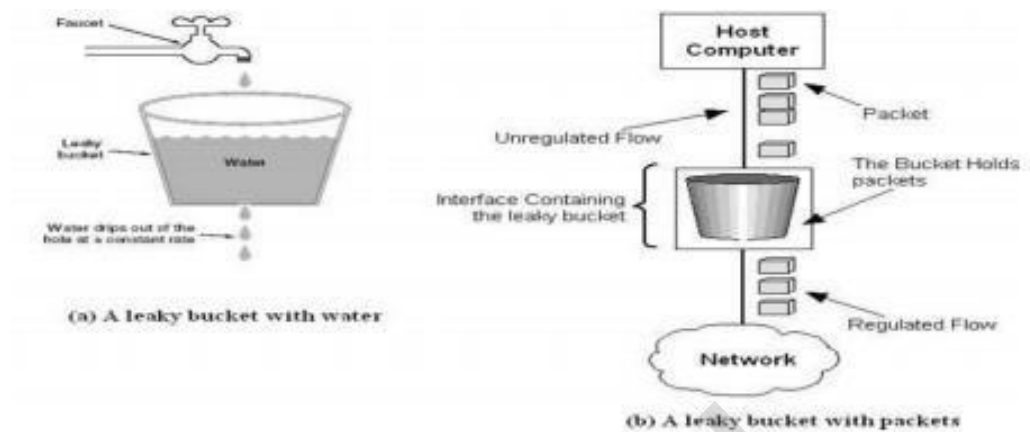 Faucet
Leaky
bucket
Water
Water drips out of the
hole at a constant rate
(a) A leaky bucket with water
Host
Computer
Packet
Unregulated Flow
The Bucket Holds
packets
Interface Containing
the leaky bucket
Regulated Flow
Network
(b) A leaky bucket with packets